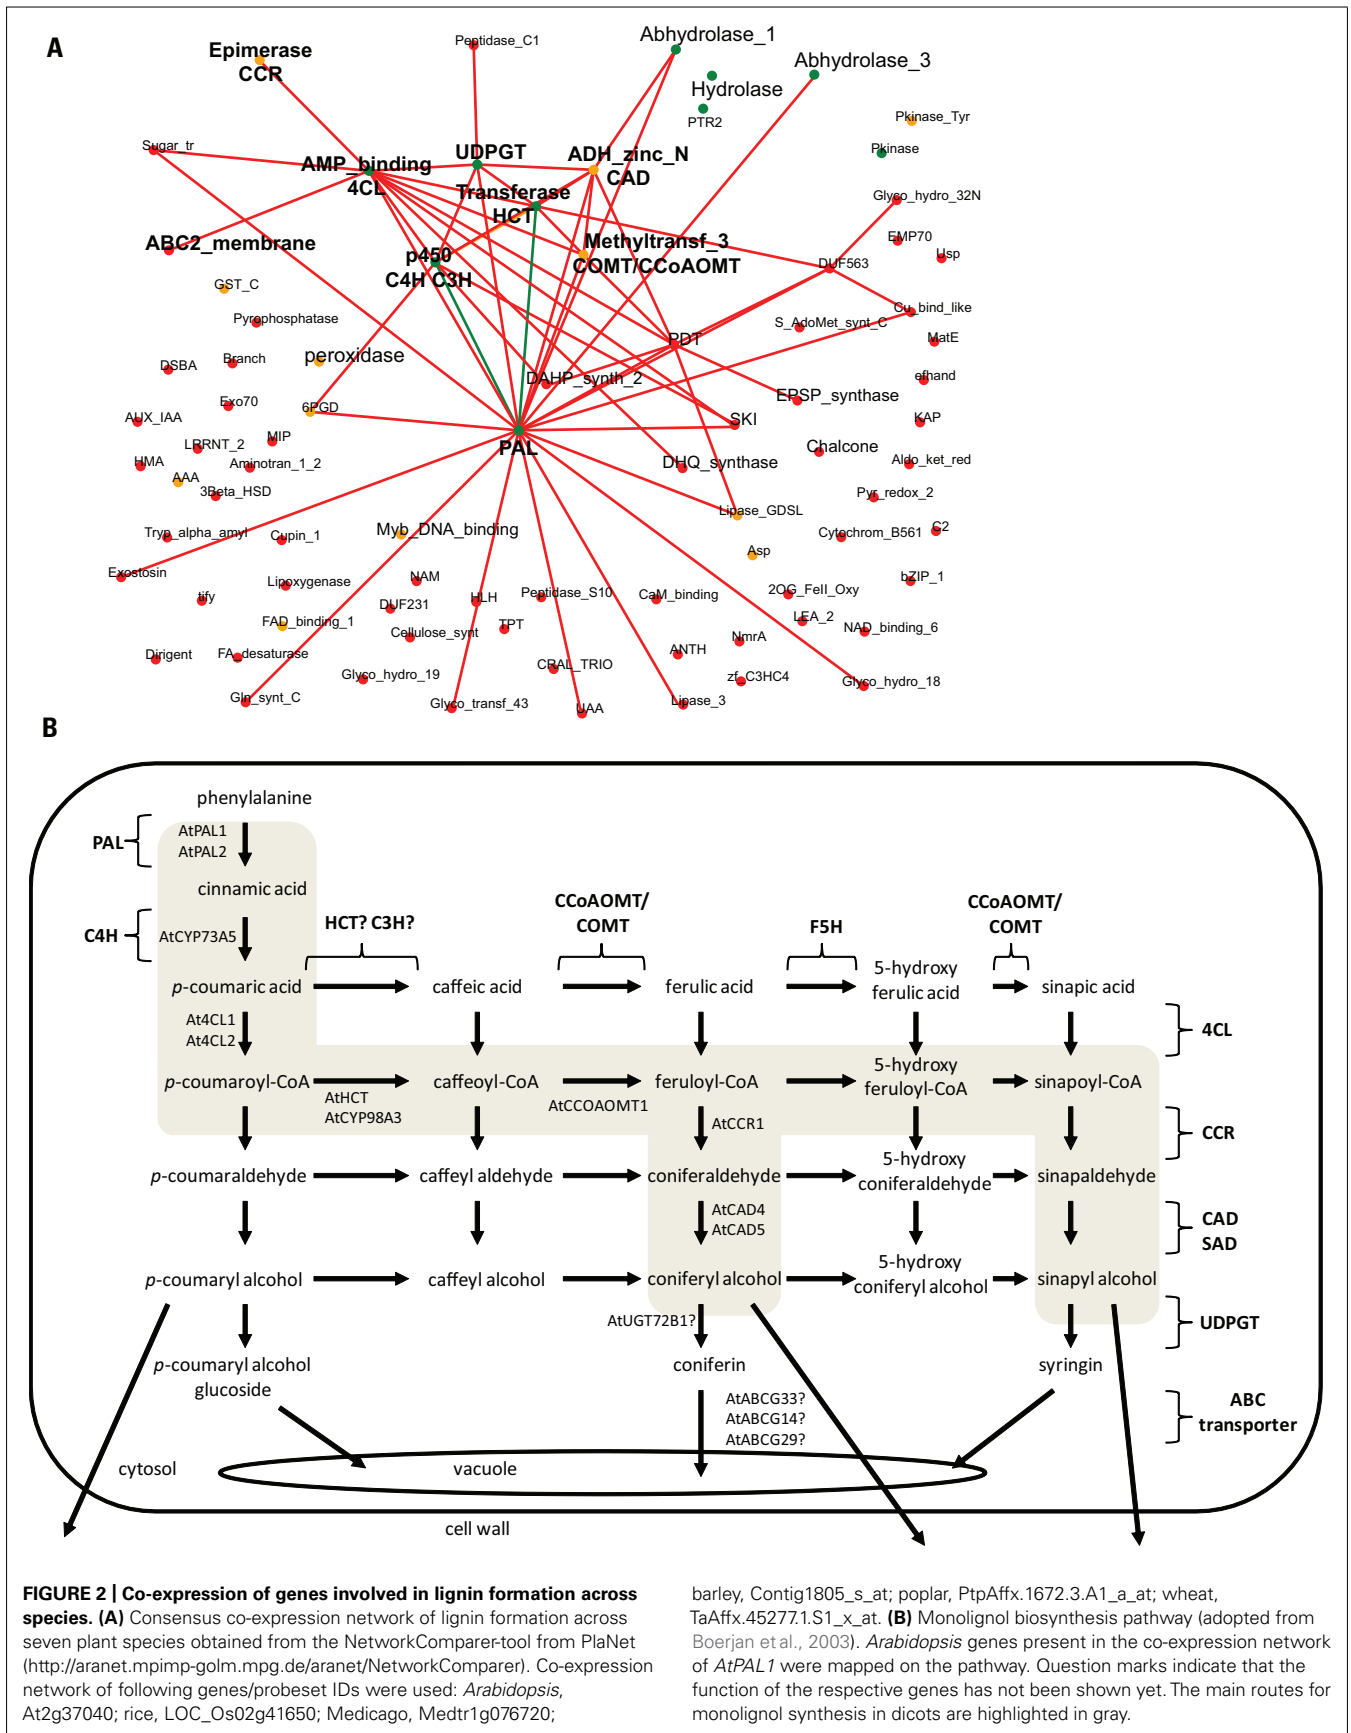 A
Epimerase
CCR
Peptidase_C1
Abhydrolase_1
Abhydrolase_3
Hydrolase
PTR2
Pkinase_Tyr
Pkinase
Sugar_tr
AMP_binding
4CL
UDPGT
ADH_zinc_N
CAD
Transferase
HCT
Glyco_hydro_32N
ABC2_membrane
p450
C4H C3H
Methyltransf_3
COMT/CCoAOMT
EMP70
Usp
DUF563
GST_C
Cu_bind_like
Pyrophosphatase
S_AdoMet_synt_C
MatE
PDT
DSBA
Branch
peroxidase
DAHP_synth_2
efhand
EPSP_synthase
Exo70
6PGD
AUX_IAA
SKI
KAP
LRRNT_2
MIP
PAL
Chalcone
HMA
Aminotran_1_2
DHQ_synthase
Aldo_ket_red
AAA
3Beta_HSD
Pyr_redox_2
Lipase_GDSL
Tryp_alpha_amyl
Cupin_1
Myb_DNA_binding
Cytochrom_B561
C2
Asp
Exostosin
Lipoxygenase
NAM
bZIP_1
tify
DUF231
HLH
Peptidase_S10
CaM_binding
2OG_FeII_Oxy
FAD_binding_1
Cellulose_synt
TPT
LEA_2
NAD_binding_6
Dirigent
FA_desaturase
NmrA
ANTH
Glyco_hydro_19
CRAL_TRIO
zf_C3HC4
Glyco_hydro_18
Gln_synt_C
Glyco_transf_43
UAA
Lipase_3
B
phenylalanine
PAL
AtPAL1
AtPAL2
cinnamic acid
C4H
AtCYP73A5
HCT? C3H?
CCoAOMT/
COMT
F5H
CCoAOMT/
COMT
p-coumaric acid
caffeic acid
ferulic acid
5-hydroxy
ferulic acid
sinapic acid
At4CL1
At4CL2
4CL
p-coumaroyl-CoA
caffeoyl-CoA
feruloyl-CoA
5-hydroxy
feruloyl-CoA
sinapoyl-CoA
AtHCT
AtCYP98A3
AtCCOAOMT1
AtCCR1
CCR
p-coumaraldehyde
caffeyl aldehyde
coniferaldehyde
5-hydroxy
coniferaldehyde
sinapaldehyde
AtCAD4
AtCAD5
CAD
SAD
p-coumaryl alcohol
caffeyl alcohol
coniferyl alcohol
5-hydroxy
coniferyl alcohol
sinapyl alcohol
AtUGT72B1?
UDPGT
p-coumaryl alcohol
glucoside
coniferin
syringin
AtABCG33?
AtABCG14?
AtABCG29?
ABC
transporter
cytosol
vacuole
cell wall
FIGURE 2 | Co-expression of genes involved in lignin formation across
species. (A) Consensus co-expression network of lignin formation across
seven plant species obtained from the NetworkComparer-tool from PlaNet
(http://aranet.mpimp-golm.mpg.de/aranet/NetworkComparer). Co-expression
network of following genes/probeset IDs were used: Arabidopsis,
At2g37040; rice, LOC_Os02g41650; Medicago, Medtr1g076720;
barley, Contig1805_s_at; poplar, PtpAffx.1672.3.A1_a_at; wheat,
TaAffx.45277.1.S1_x_at. (B) Monolignol biosynthesis pathway (adopted from
Boerjan et al., 2003). Arabidopsis genes present in the co-expression network
of AtPAL1 were mapped on the pathway. Question marks indicate that the
function of the respective genes has not been shown yet. The main routes for
monolignol synthesis in dicots are highlighted in gray.